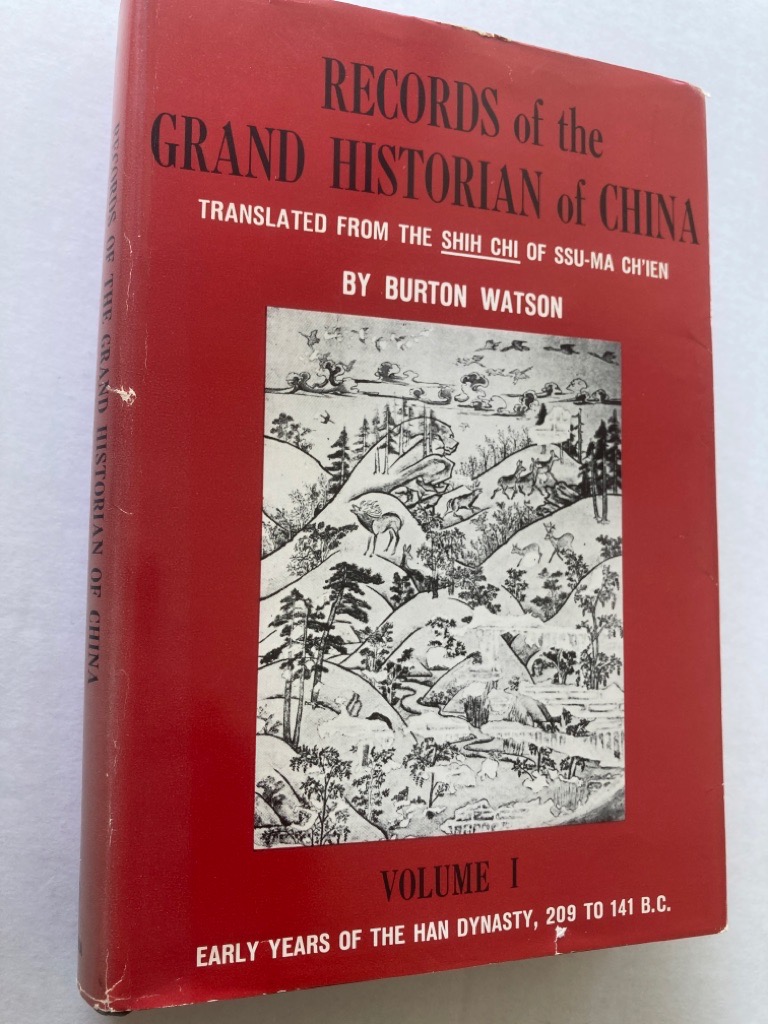 RECORDS of the
GRAND HISTORIAN of CHINA
TRANSLATED FROM THE SHIH CHI OF SSU-MA CH'IEN
BY BURTON WATSON
VOLUME I
EARLY YEARS OF THE HAN DYNASTY, 209 TO 141 B.C.
RECORDS OF THE GRAND HISTORIAN OF CHINA